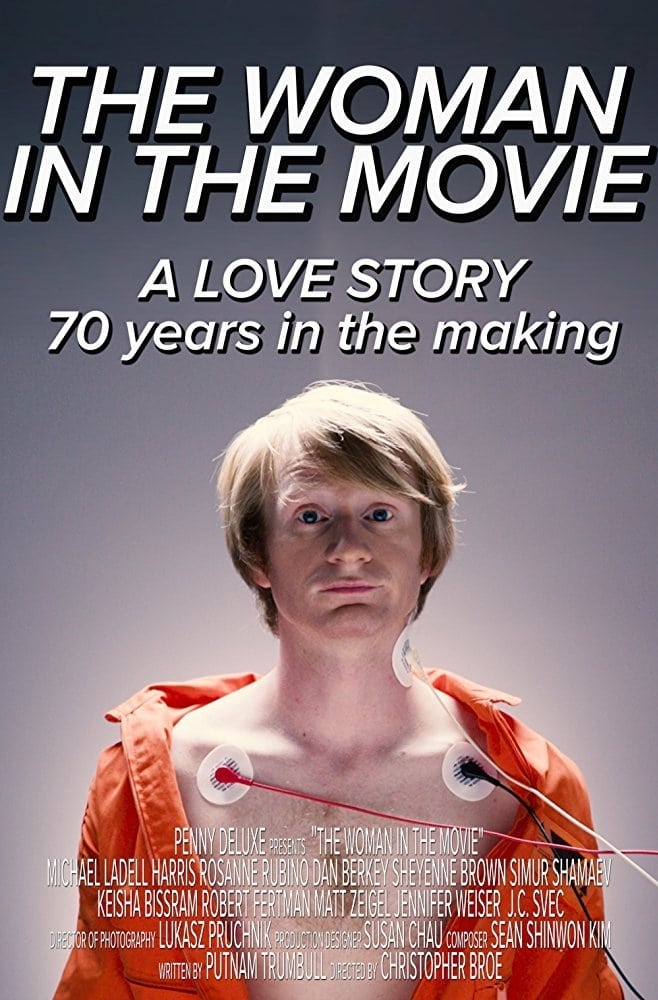 THE WOMAN
IN THE MOVIE
A LOVE STORY
70 years in the making
PENNY DELUXE PRESENTS "THE WOMAN IN THE MOVIE"
MICHAEL LADELL HARRIS ROSANNE RUBINO DAN BERKEY SHEYENNE BROWN SIMUR SHAMAEV
KEISHA BISSRAM ROBERT FERTMAN MATT ZEIGEL JENNIFER WEISER J.C. SVEC
DIRECTOR OF PHOTOGRAPHY LUKASZ PRUCHNIK PRODUCTION DESIGNER SUSAN CHAU COMPOSER SEAN SHINWON KIM
WRITTEN BY PUTNAM TRUMBULL DIRECTED BY CHRISTOPHER BROE